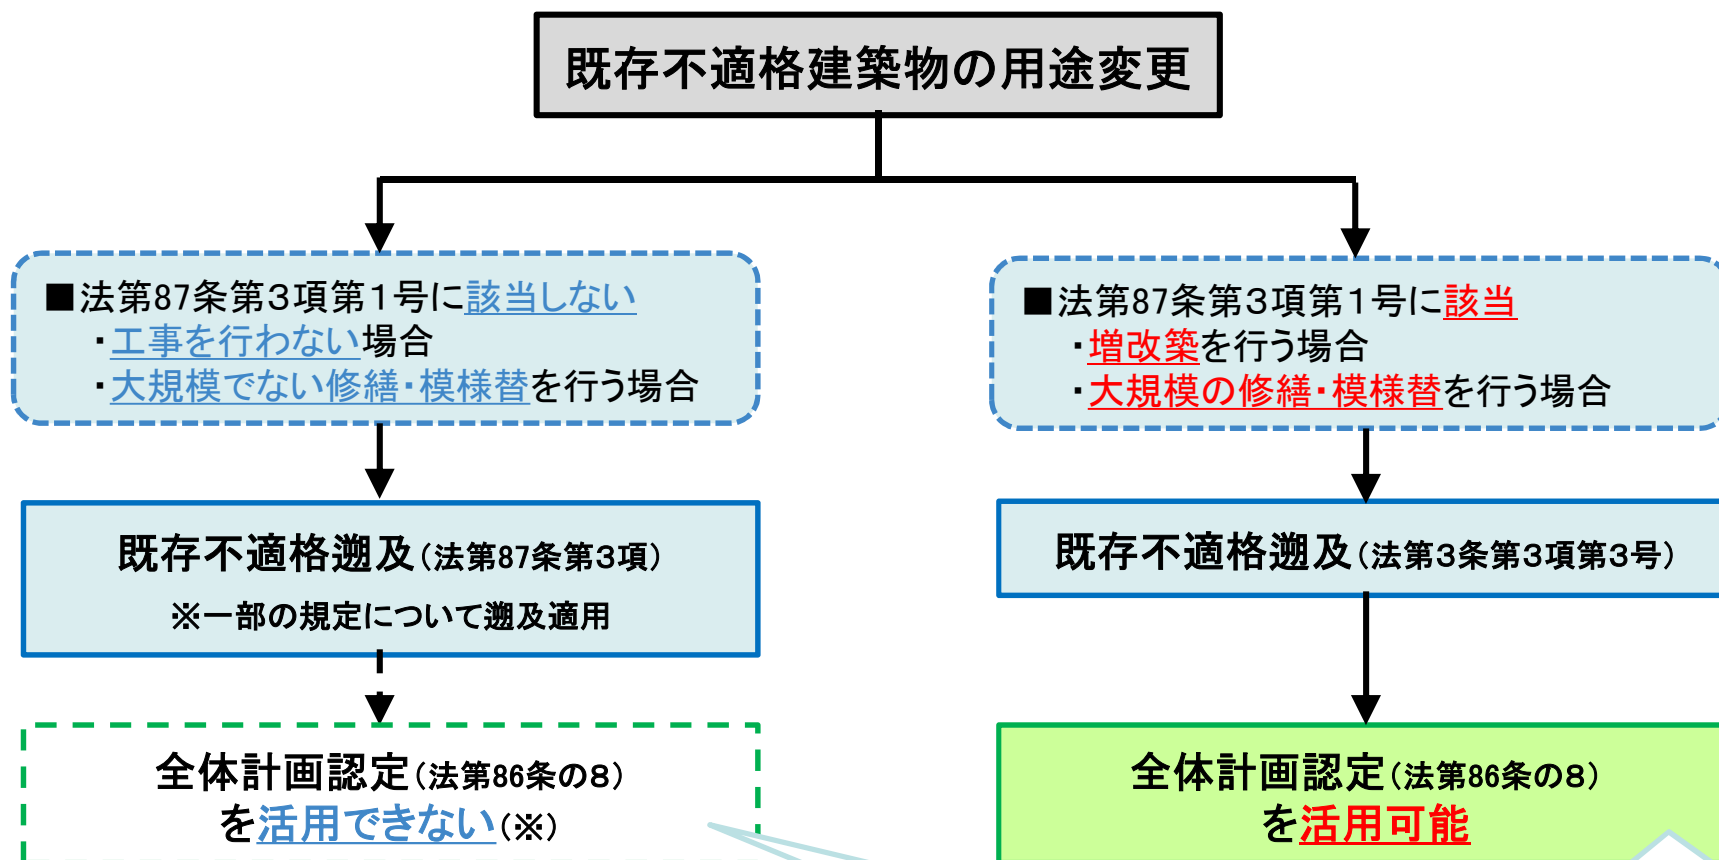 既存不適格建築物の用途変更
■法第87条第3項第1号に該当しない
・工事を行わない場合
・大規模でない修繕・模様替を行う場合
既存不適格遡及(法第87条第3項)
※一部の規定について遡及適用
全体計画認定(法第86条の8)
を活用できない(※)
■法第87条第3項第1号に該当
・増改築を行う場合
・大規模の修繕・模様替を行う場合
既存不適格遡及(法第3条第3項第3号)
全体計画認定(法第86条の8)
を活用可能